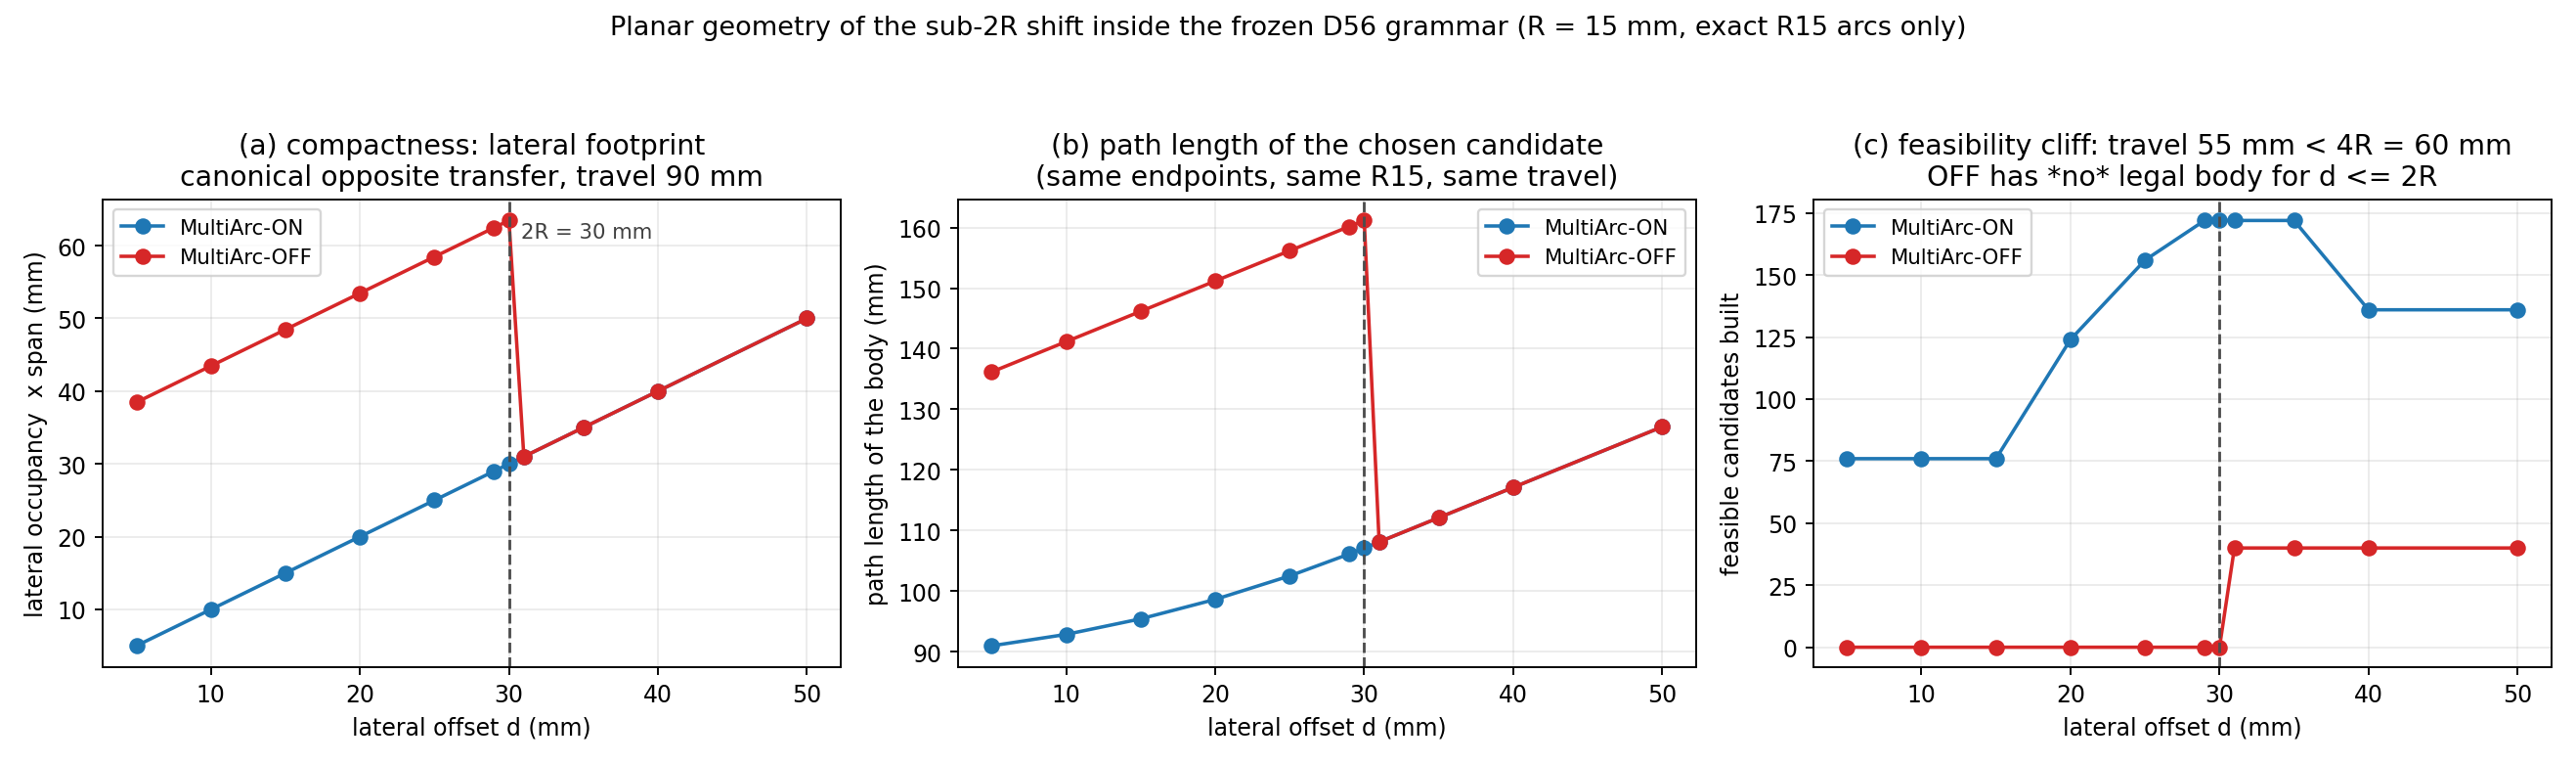 Planar geometry of the sub-2R shift inside the frozen D56 grammar (R = 15 mm, exact R15 arcs only)
(a) compactness: lateral footprint
canonical opposite transfer, travel 90 mm
MultiArc-ON
MultiArc-OFF
2R = 30 mm
lateral occupancy  x span (mm)
60
50
40
30
20
10
10
20
30
40
50
lateral offset d (mm)
(b) path length of the chosen candidate
(same endpoints, same R15, same travel)
MultiArc-ON
MultiArc-OFF
path length of the body (mm)
160
150
140
130
120
110
100
90
10
20
30
40
50
lateral offset d (mm)
(c) feasibility cliff: travel 55 mm < 4R = 60 mm
OFF has *no* legal body for d <= 2R
MultiArc-ON
MultiArc-OFF
feasible candidates built
175
150
125
100
75
50
25
0
10
20
30
40
50
lateral offset d (mm)